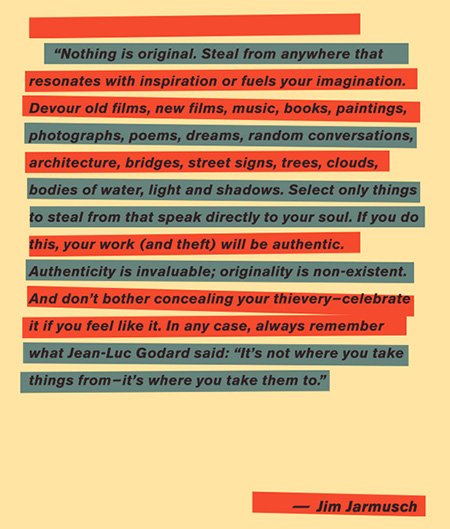 “Nothing is original. Steal from anywhere that
resonates with inspiration or fuels your imagination.
Devour old films, new films, music, books, paintings,
photographs, poems, dreams, random conversations,
architecture, bridges, street signs, trees, clouds,
bodies of water, light and shadows. Select only things
to steal from that speak directly to your soul. If you do
this, your work (and theft) will be authentic.
Authenticity is invaluable; originality is non-existent.
And don’t bother concealing your thievery—celebrate
it if you feel like it. In any case, always remember
what Jean-Luc Godard said: “It’s not where you take
things from—it’s where you take them to.”
— Jim Jarmusch